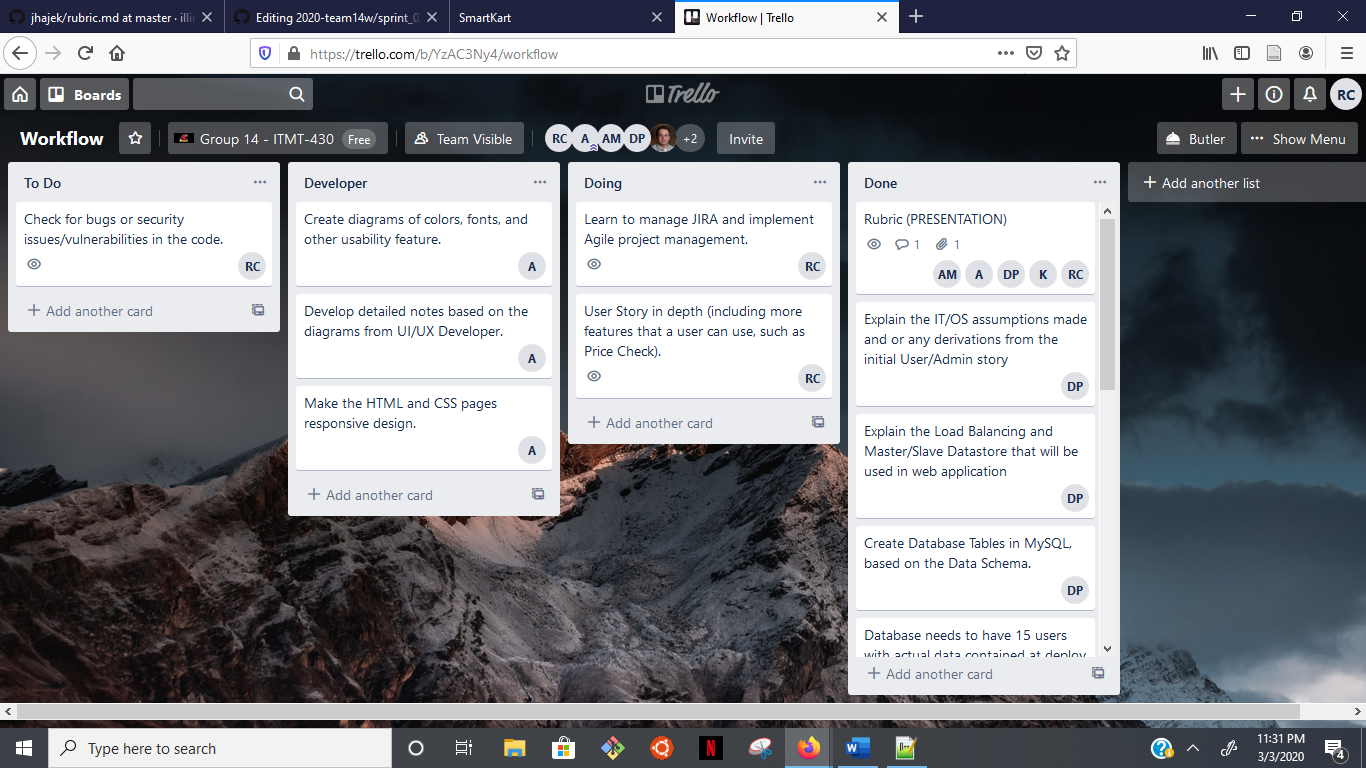 jhajek/rubric.md at master · illi
Editing 2020-team14w/sprint_0
SmartKart
Workflow | Trello
https://trello.com/b/YzAC3Ny4/workflow
Boards
Trello
RC
Workflow
Group 14 - ITMT-430 Free
Team Visible
RC A AM DP +2
Invite
Butler
Show Menu
To Do
Check for bugs or security
issues/vulnerabilities in the code.
RC
Add another card
Developer
Create diagrams of colors, fonts, and
other usability feature.
A
Develop detailed notes based on the
diagrams from UI/UX Developer.
A
Make the HTML and CSS pages
responsive design.
A
Add another card
Doing
Learn to manage JIRA and implement
Agile project management.
RC
User Story in depth (including more
features that a user can use, such as
Price Check).
RC
Add another card
Done
Rubric (PRESENTATION)
1 1
AM A DP K RC
Explain the IT/OS assumptions made
and or any derivations from the
initial User/Admin story
DP
Explain the Load Balancing and
Master/Slave Datastore that will be
used in web application
DP
Create Database Tables in MySQL,
based on the Data Schema.
DP
Database needs to have 15 users
with actual data contained at deploy
Add another card
Add another list
Type here to search
11:31 PM
3/3/2020
4